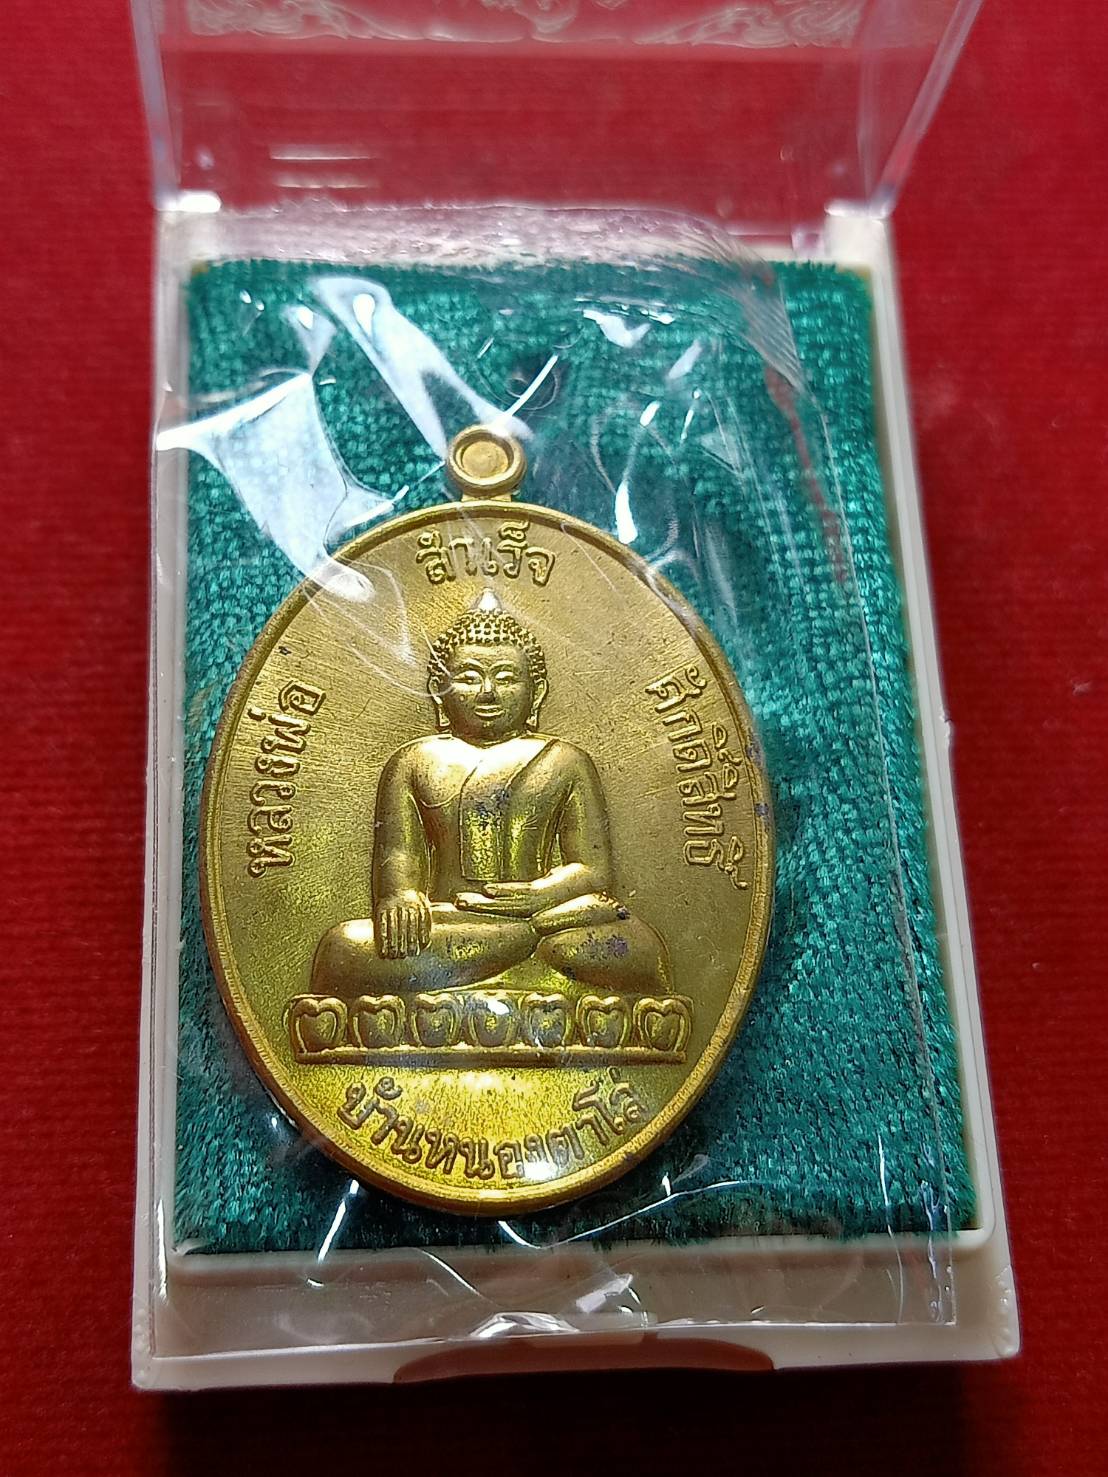 สำเร็จ
หลวงพ่อ
ศักดิ์สิทธิ์
บ้านหนองตาโล่